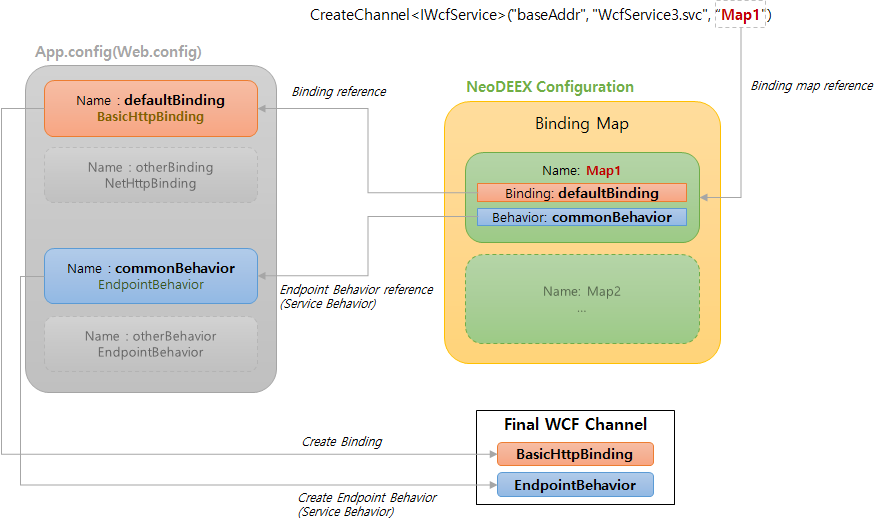 CreateChannel<IWcfService>("baseAddr", "WcfService3.svc", "Map1")
App.config(Web.config)
Name : defaultBinding
BasicHttpBinding
Name : otherBinding
NetHttpBinding
Name : commonBehavior
EndpointBehavior
Name : otherBehavior
EndpointBehavior
Binding reference
Endpoint Behavior reference
(Service Behavior)
NeoDEEX Configuration
Binding Map
Name: Map1
Binding: defaultBinding
Behavior: commonBehavior
Name: Map2
...
Binding map reference
Create Binding
Create Endpoint Behavior
(Service Behavior)
Final WCF Channel
BasicHttpBinding
EndpointBehavior